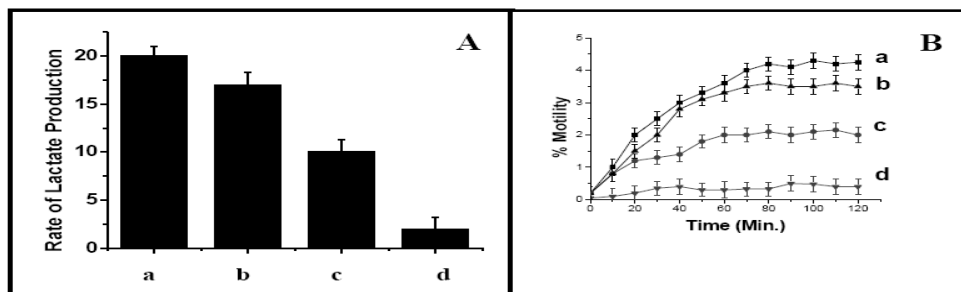 A
Rate of Lactate Production
20
15
10
5
0
a b c d
B
% Motility
5
4
3
2
1
0
0 20 40 60 80 100 120
Time (Min.)
a
b
c
d